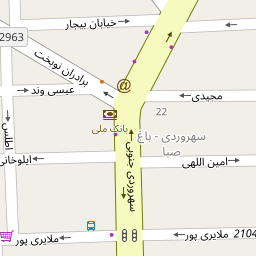 خیابان بیجار
2963
برادران نوبخت
@
عیسی وند
مجیدی
22
بانک ملی
سهروردی - باغ
صبا
اطلس
ابلوخانی
امین اللهی
سهروردی جنوبی
ملایری پور
ملایری پور
2104